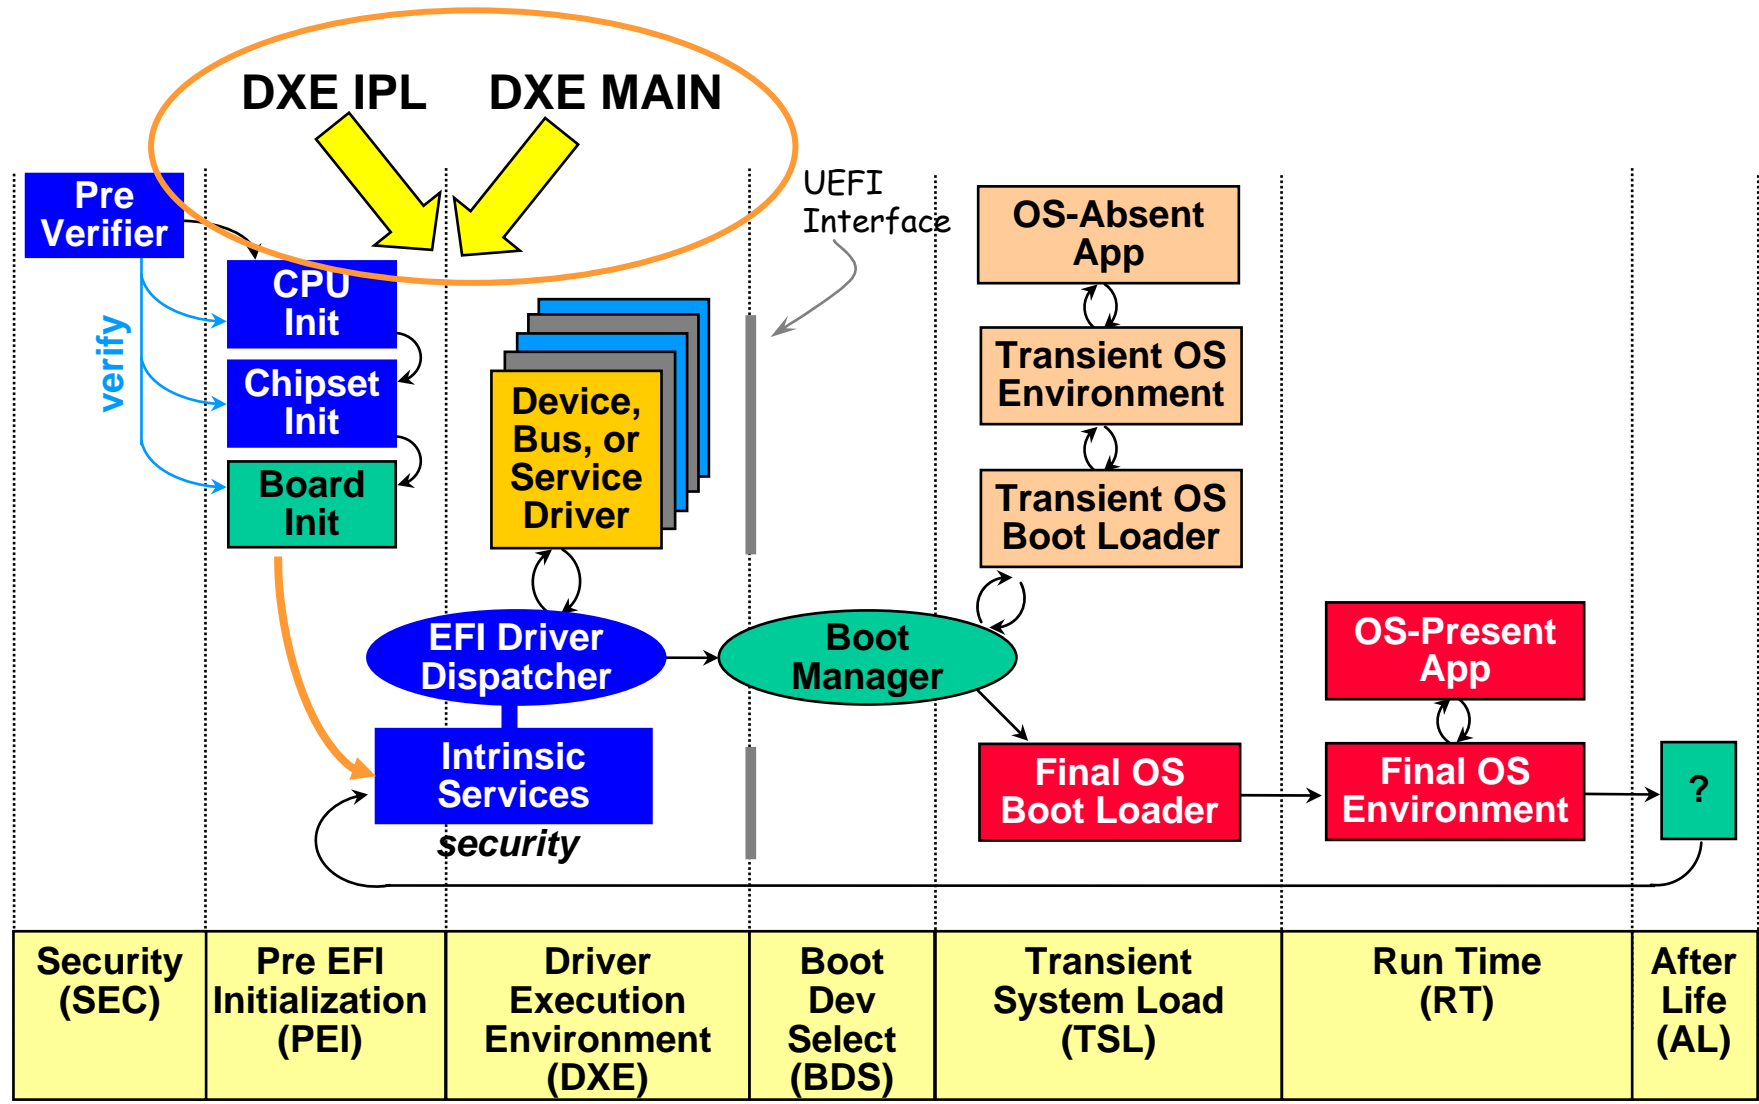 DXE IPL
DXE MAIN
UEFI
Interface
Pre
Verifier
verify
CPU
Init
Chipset
Init
Board
Init
Device,
Bus, or
Service
Driver
EFI Driver
Dispatcher
Intrinsic
Services
security
Boot
Manager
OS-Absent
App
Transient OS
Environment
Transient OS
Boot Loader
Final OS
Boot Loader
OS-Present
App
Final OS
Environment
?
Security
(SEC)
Pre EFI
Initialization
(PEI)
Driver
Execution
Environment
(DXE)
Boot
Dev
Select
(BDS)
Transient
System Load
(TSL)
Run Time
(RT)
After
Life
(AL)